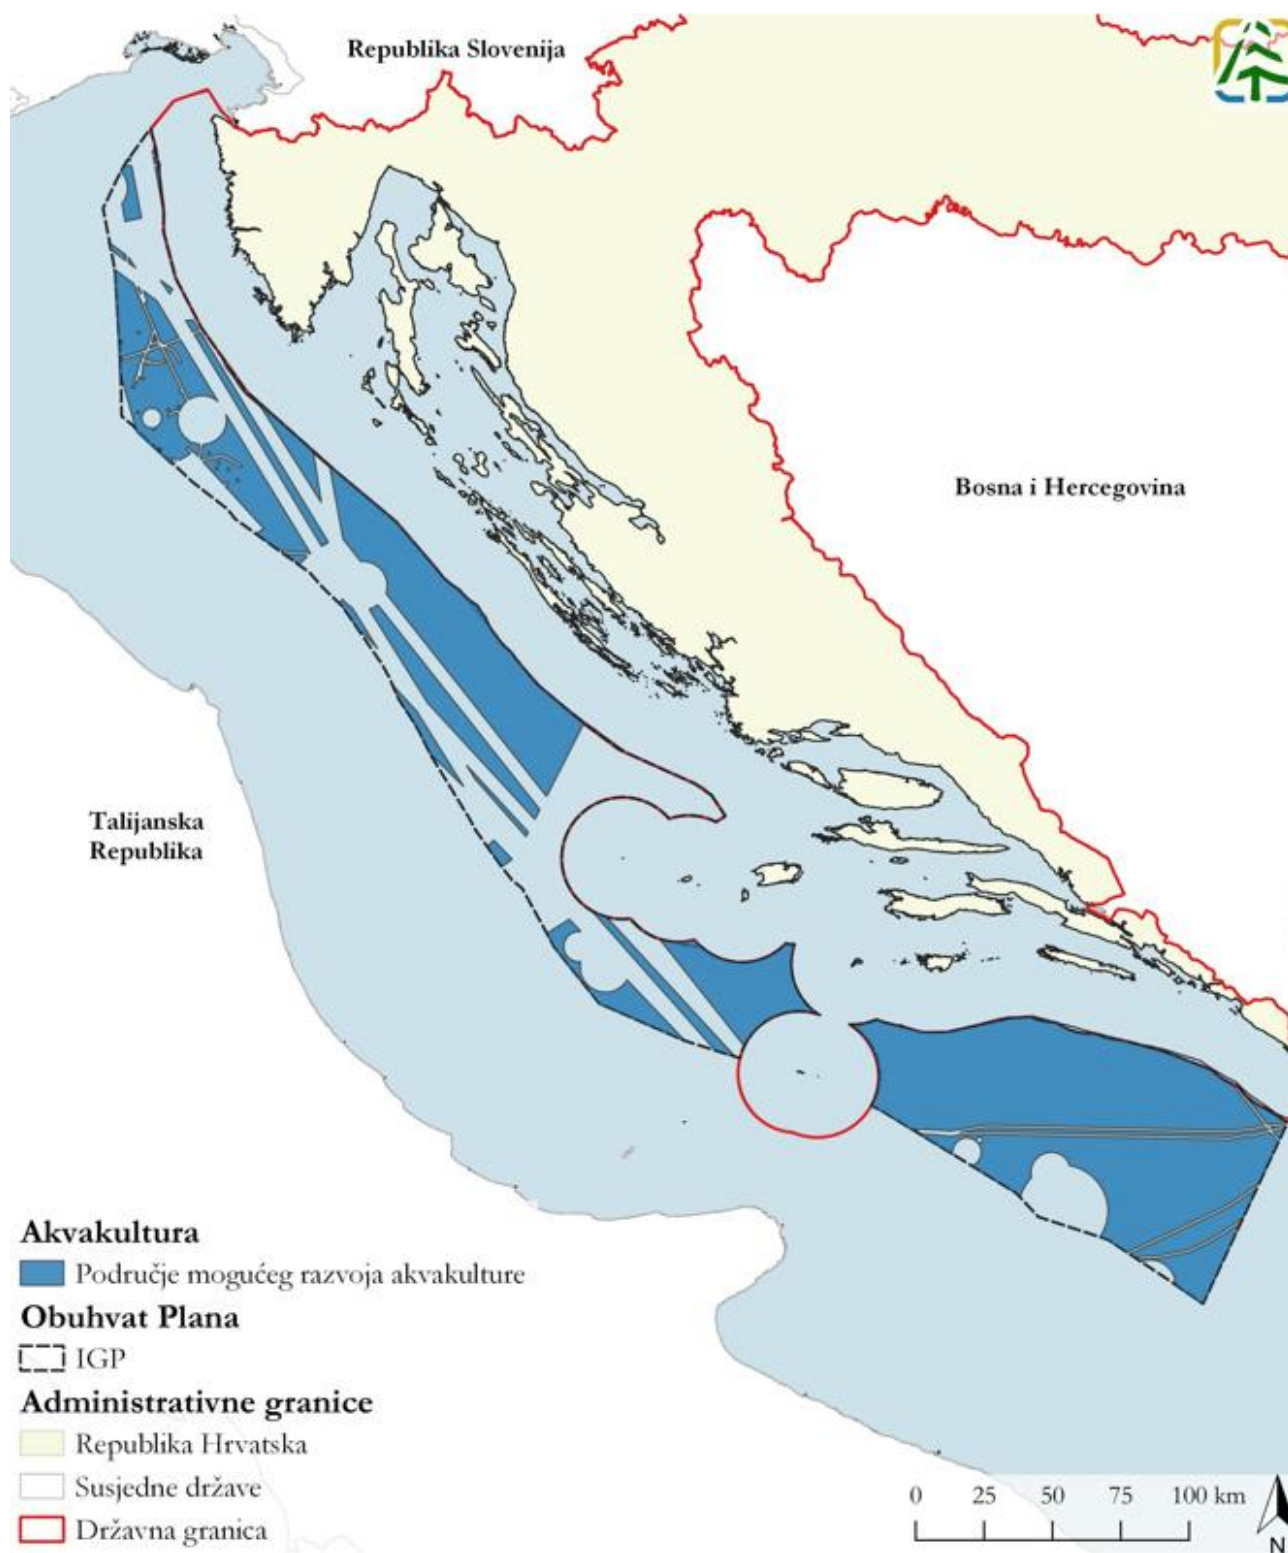 Republika Slovenija
Bosna i Hercegovina
Talijanska
Republika
Akvakultura
Područje mogućeg razvoja akvakulture
Obuhvat Plana
IGP
Administrativne granice
Republika Hrvatska
Susjedne države
Državna granica
0 25 50 75 100 km
N